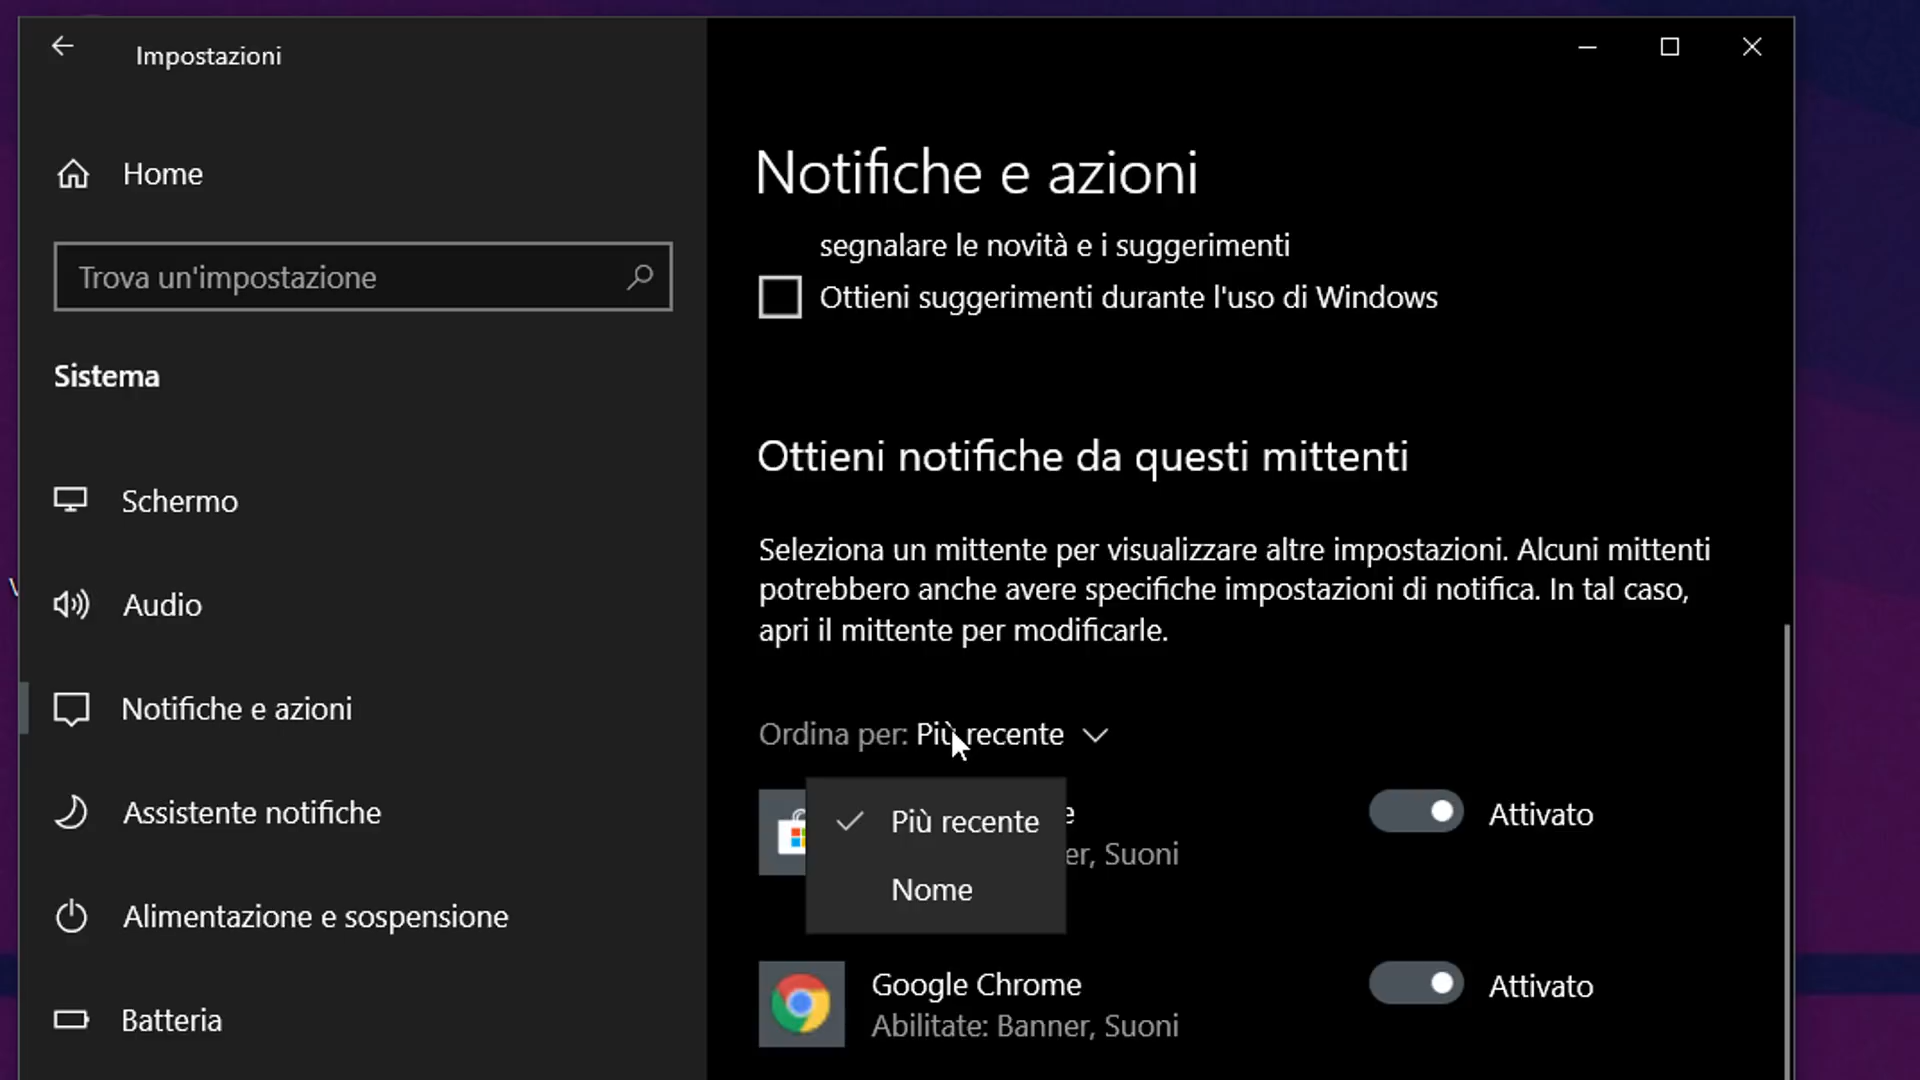 Impostazioni
Home
Trova un'impostazione
Sistema
Schermo
Audio
Notifiche e azioni
Assistente notifiche
Alimentazione e sospensione
Batteria
Notifiche e azioni
segnalare le novità e i suggerimenti
Ottieni suggerimenti durante l'uso di Windows
Ottieni notifiche da questi mittenti
Seleziona un mittente per visualizzare altre impostazioni. Alcuni mittenti
potrebbero anche avere specifiche impostazioni di notifica. In tal caso,
apri il mittente per modificarle.
Ordina per: Più recente
Più recente
Nome
Attivato
Suoni
Google Chrome
Abilitate: Banner, Suoni
Attivato